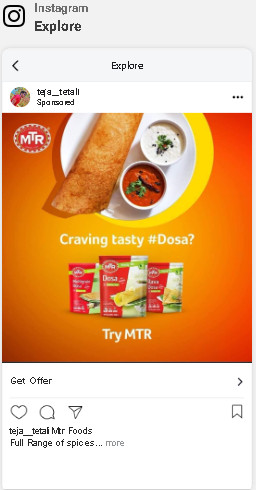 Instagram
Explore
Explore
teja__tetali
Sponsored
MTR
Craving tasty #Dosa?
MTR
Dosa
Try MTR
Get Offer
teja__tetali Mtr Foods
Full Range of spices... more